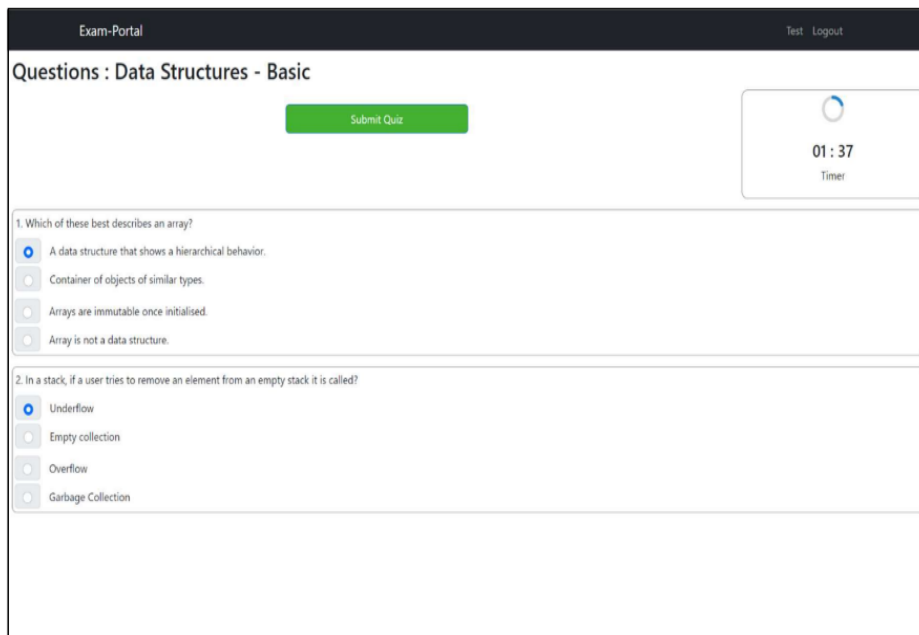 Exam-Portal
Test Logout
Questions : Data Structures - Basic
Submit Quiz
01 : 37
Timer
1. Which of these best describes an array?
A data structure that shows a hierarchical behavior.
Container of objects of similar types.
Arrays are immutable once initialised.
Array is not a data structure.
2. In a stack, if a user tries to remove an element from an empty stack it is called?
Underflow
Empty collection
Overflow
Garbage Collection